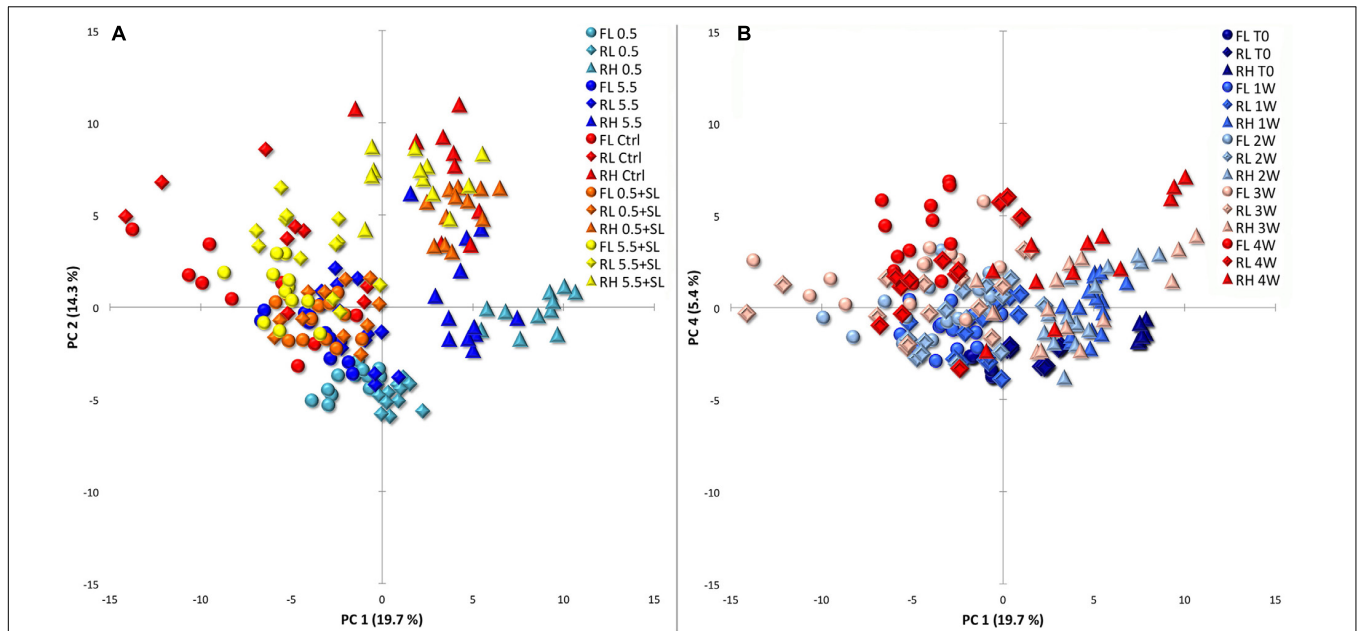 A
15
10
5
0
-5
-10
-15
-15
-10
-5
0
5
10
15
PC 2 (14.3 %)
PC 1 (19.7 %)
FL 0.5
RL 0.5
RH 0.5
FL 5.5
RL 5.5
RH 5.5
FL Ctrl
RL Ctrl
RH Ctrl
FL 0.5+SL
RL 0.5+SL
RH 0.5+SL
FL 5.5+SL
RL 5.5+SL
RH 5.5+SL
B
15
10
5
0
-5
-10
-15
-15
-10
-5
0
5
10
15
PC 4 (5.4 %)
PC 1 (19.7 %)
FL T0
RL T0
RH T0
FL 1W
RL 1W
RH 1W
FL 2W
RL 2W
RH 2W
FL 3W
RL 3W
RH 3W
FL 4W
RL 4W
RH 4W